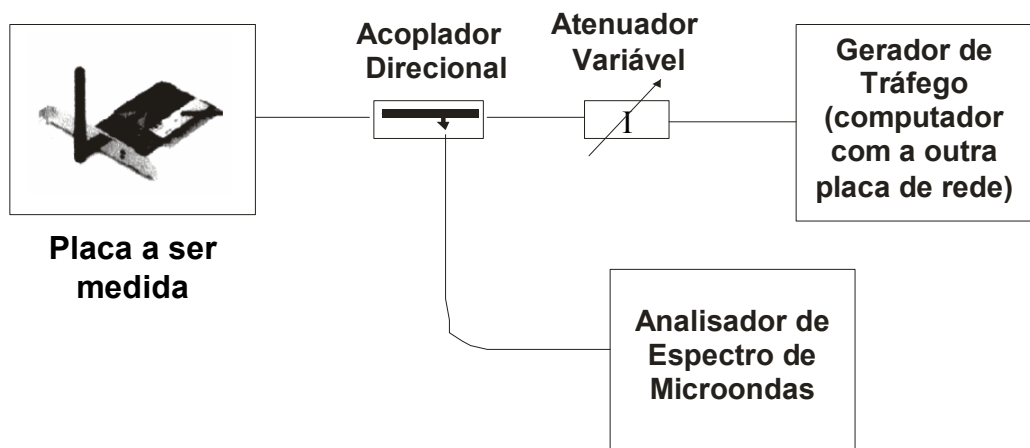 Acoplador
Direcional
Atenuador
Variável
I
Gerador de
Tráfego
(computador
com a outra
placa de rede)
Placa a ser
medida
Analisador de
Espectro de
Microondas